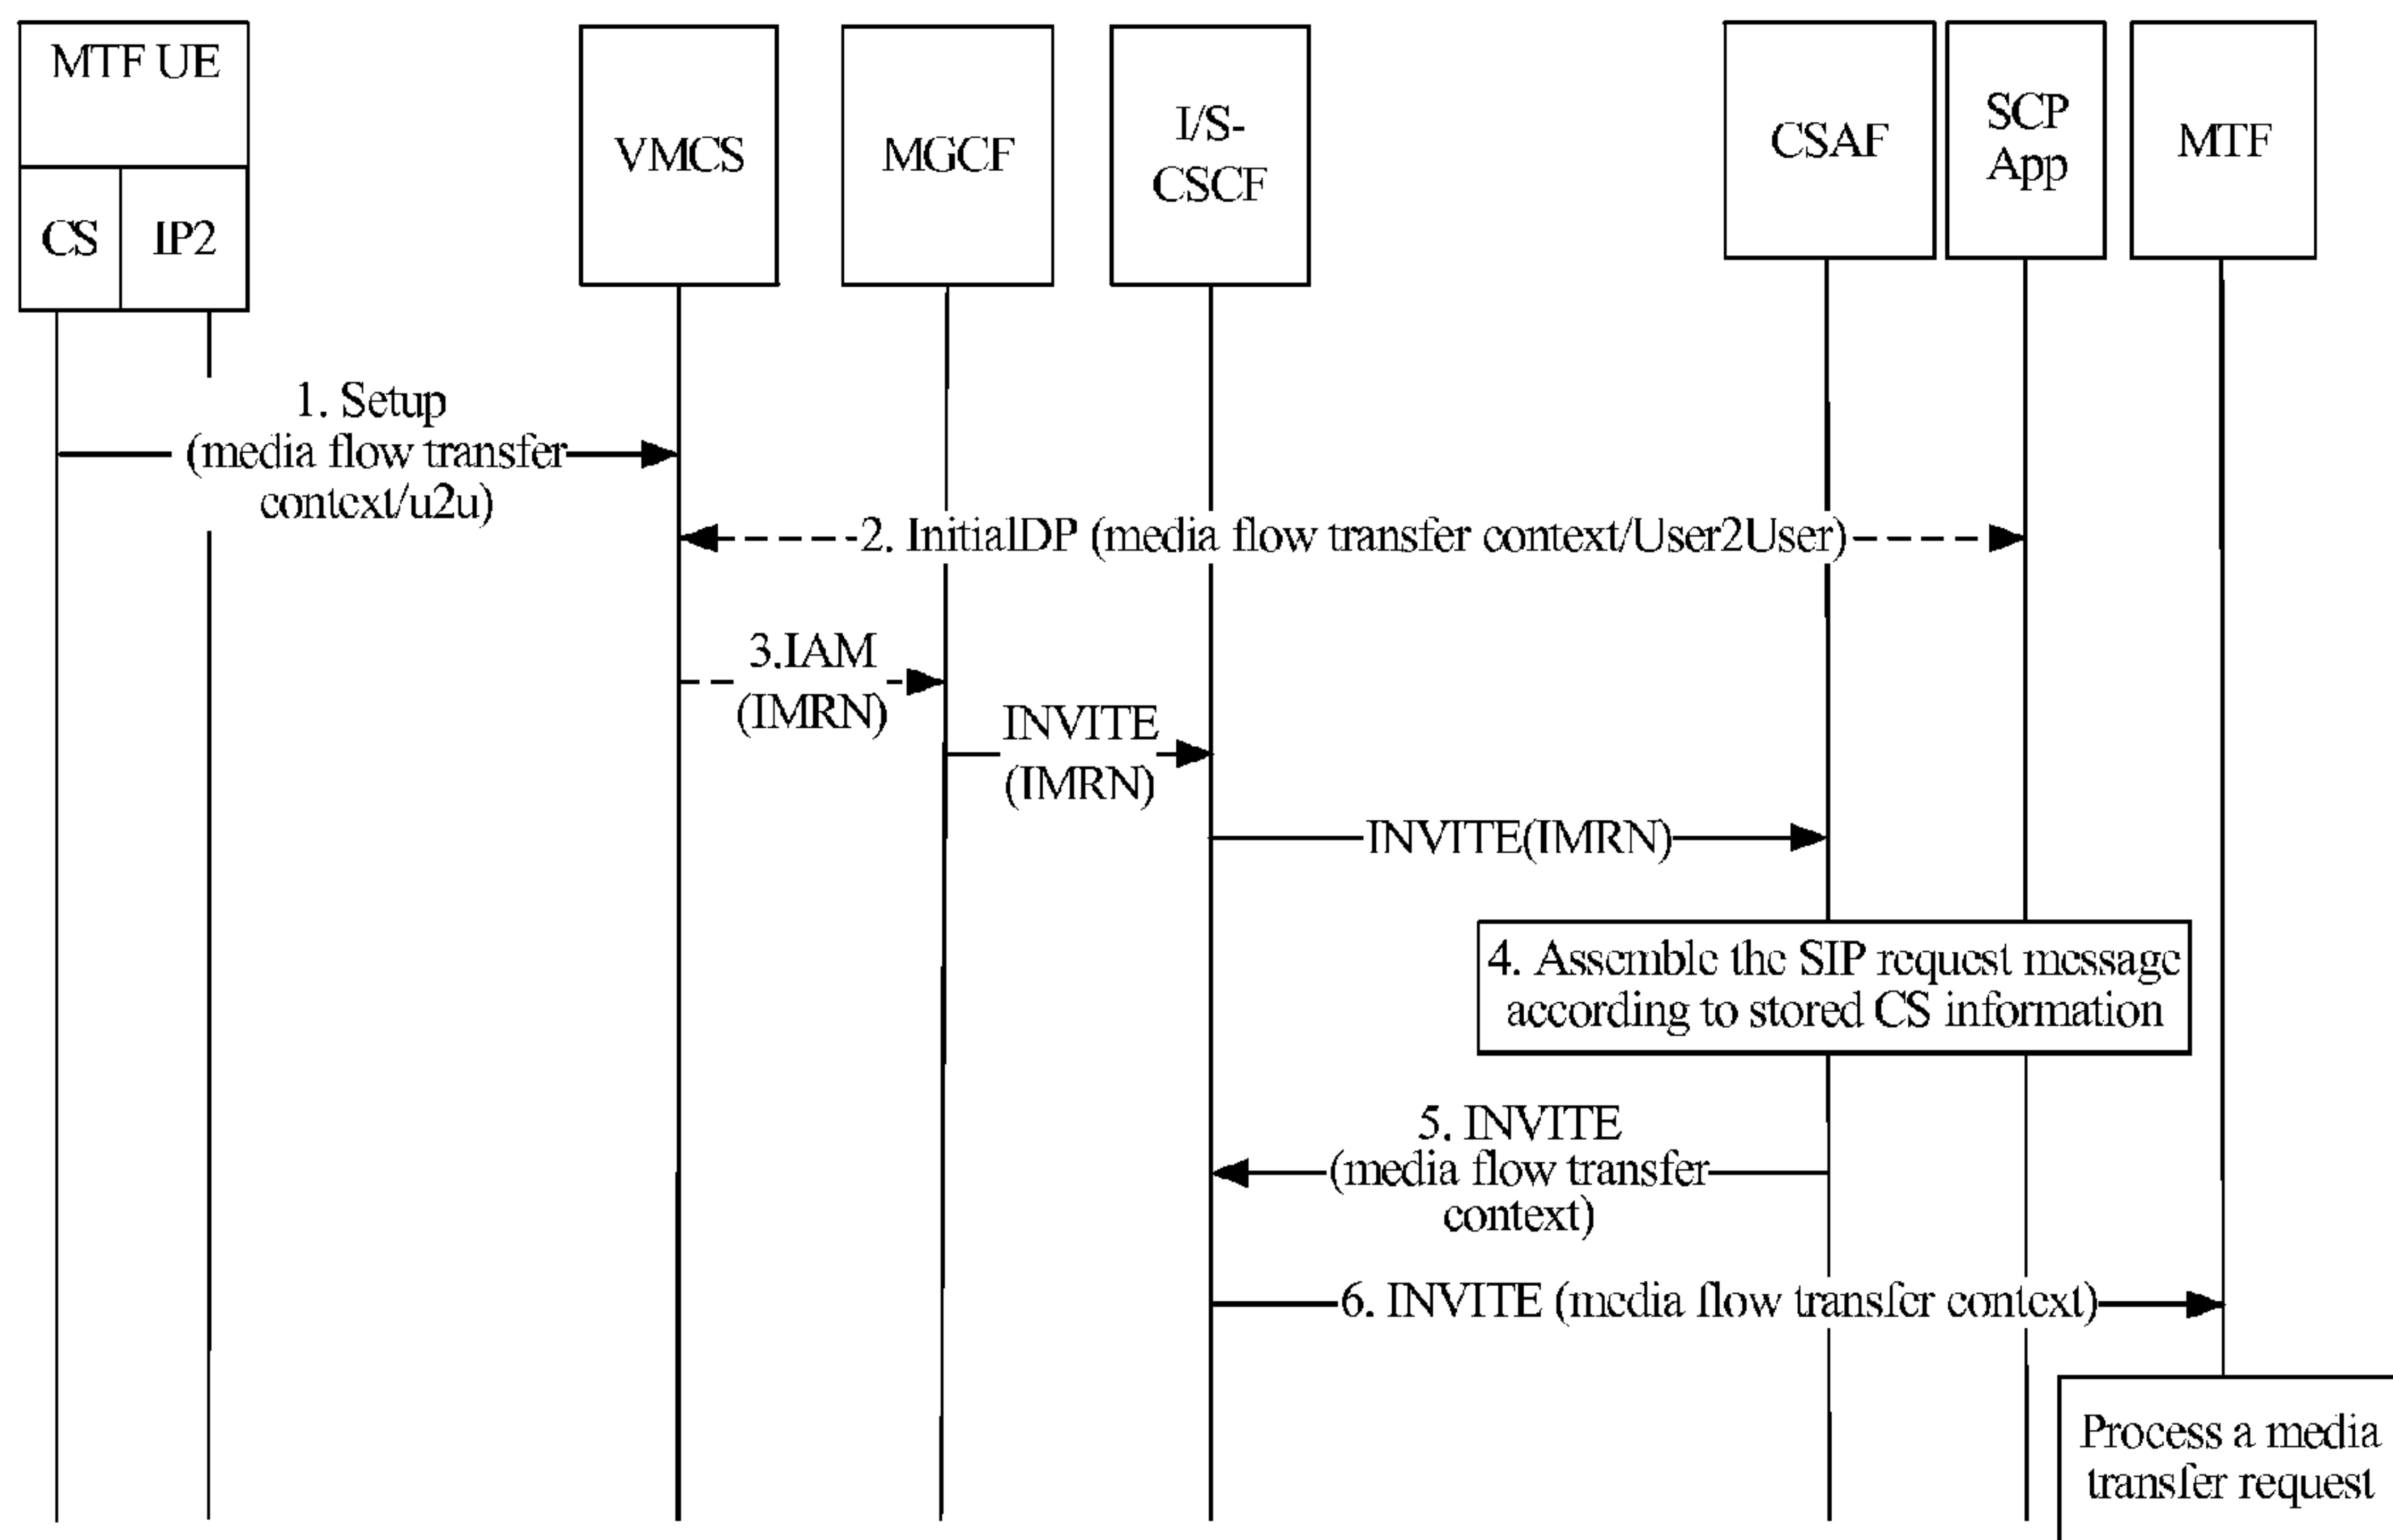 MTF UE
CS
IP2
VMCS
MGCF
I/S-
CSCF
CSAF
SCP
App
MTF
1. Setup
(media flow transfer
context/u2u)
2. InitialDP (media flow transfer context/User2User)
3.IAM
(IMRN)
INVITE
(IMRN)
INVITE(IMRN)
4. Assemble the SIP request message
according to stored CS information
5. INVITE
(media flow transfer
context)
6. INVITE (media flow transfer context)
Process a media
transfer request